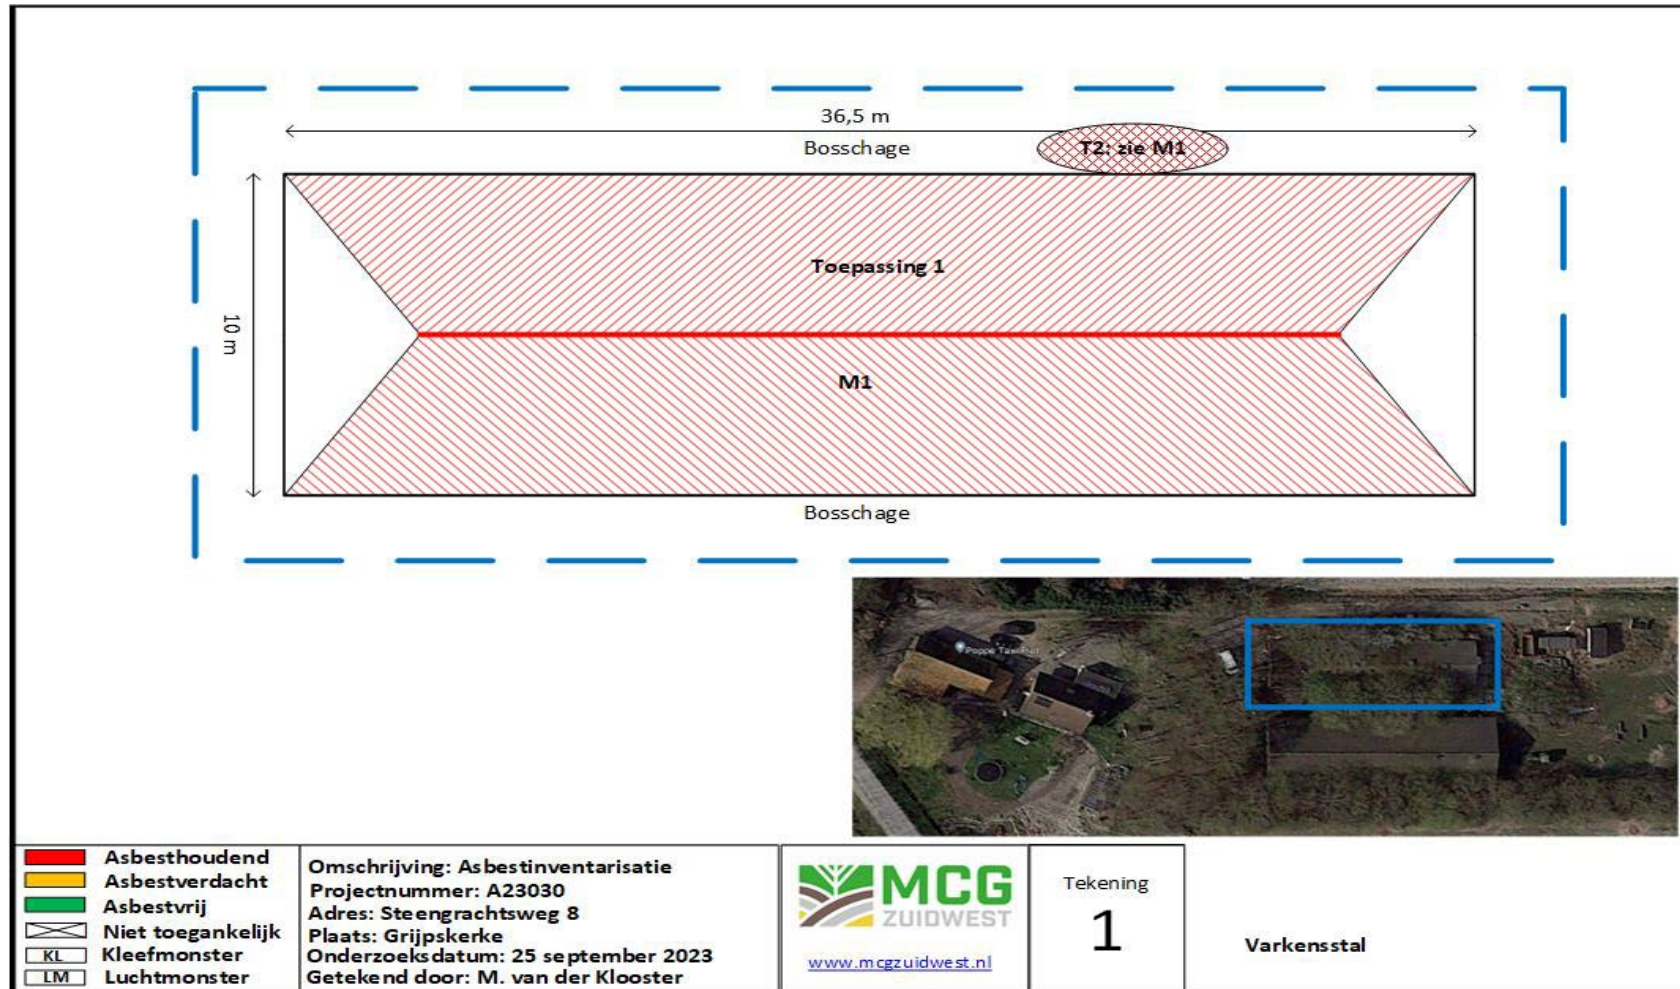 36,5 m
Bosschage
T2: zie M1
Toepassing 1
10 m
M1
Bosschage
Poppe Taxi
Asbesthoudend
Asbestverdacht
Asbestvrij
Niet toegankelijk
KL Kleefmonster
LM Luchtmonster
Omschrijving: Asbestinventarisatie
Projectnummer: A23030
Adres: Steengrachtsweg 8
Plaats: Grijpskerke
Onderzoeksdatum: 25 september 2023
Getekend door: M. van der Klooster
MCG
ZUIDWEST
www.mcgzuidwest.nl
Tekening
1
Varkensstal